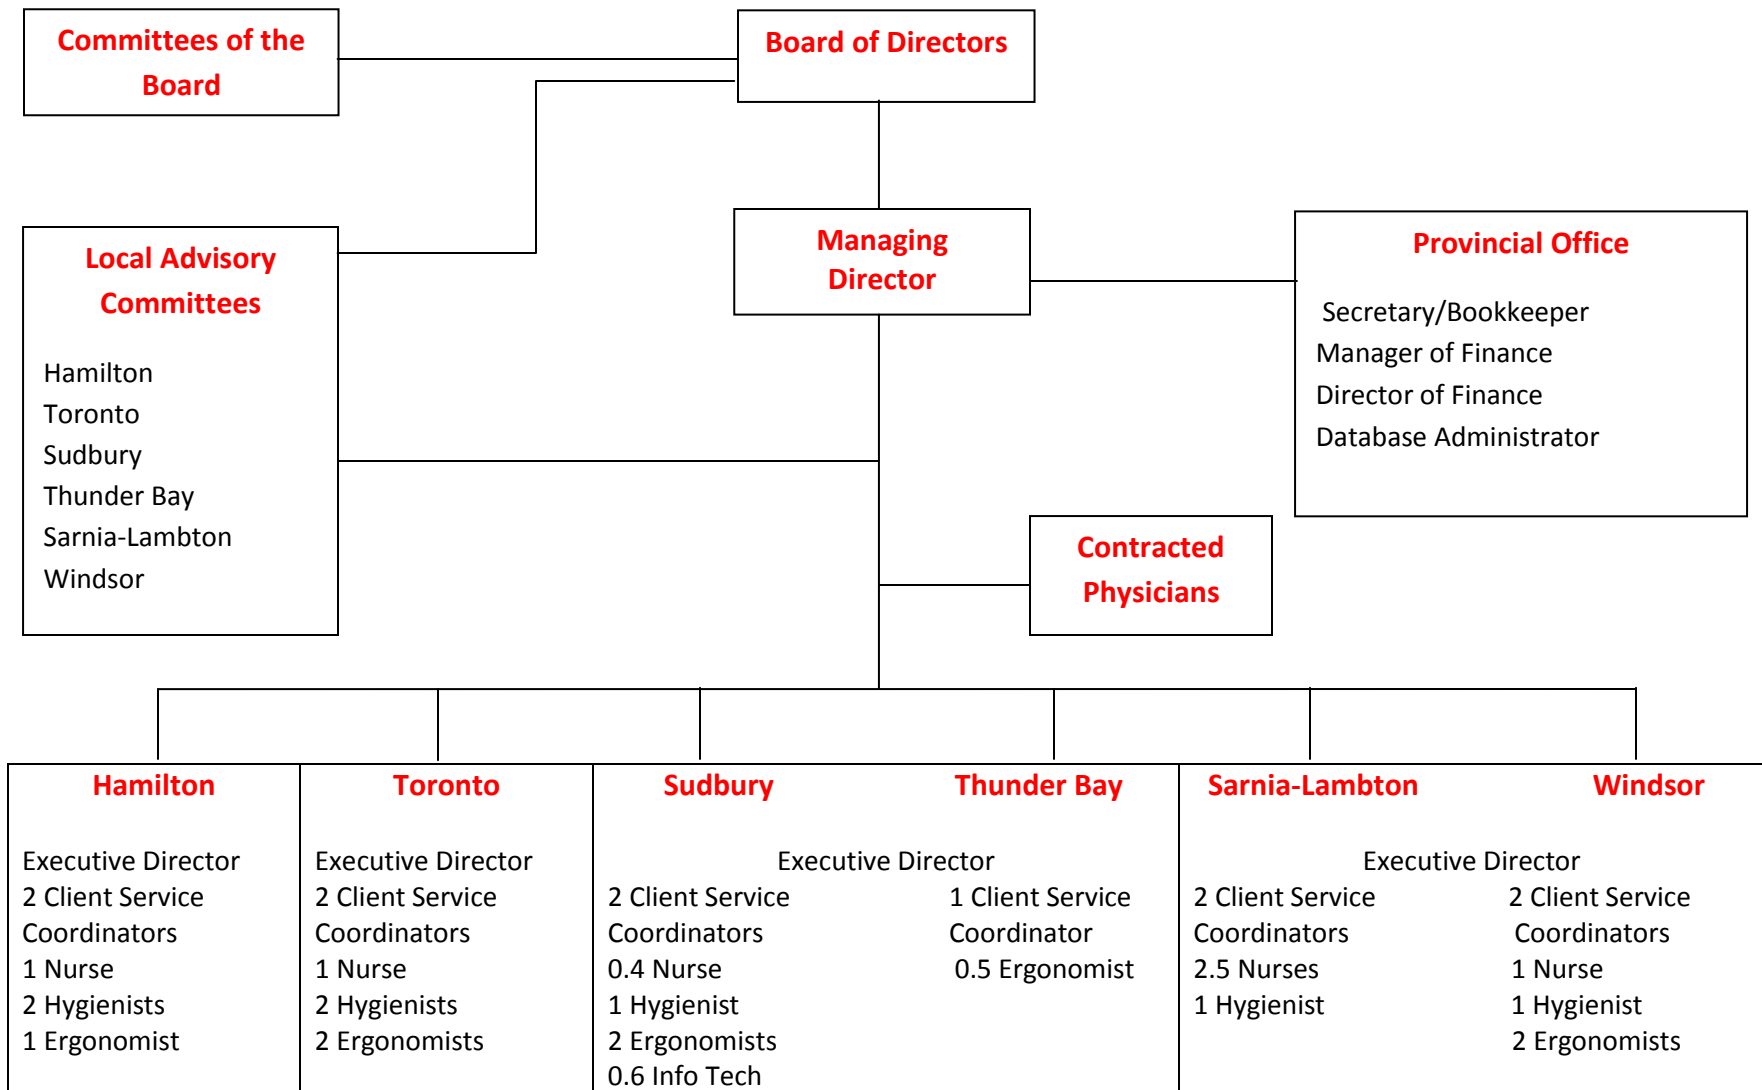 Committees of the
Board
Board of Directors
Local Advisory
Committees
Hamilton
Toronto
Sudbury
Thunder Bay
Sarnia-Lambton
Windsor
Managing
Director
Provincial Office
Secretary/Bookkeeper
Manager of Finance
Director of Finance
Database Administrator
Contracted
Physicians
Hamilton
Executive Director
2 Client Service
Coordinators
1 Nurse
2 Hygienists
1 Ergonomist
Toronto
Executive Director
2 Client Service
Coordinators
1 Nurse
2 Hygienists
2 Ergonomists
Sudbury
Thunder Bay
Executive Director
2 Client Service
Coordinators
0.4 Nurse
1 Hygienist
2 Ergonomists
0.6 Info Tech
1 Client Service
Coordinator
0.5 Ergonomist
Sarnia-Lambton
Windsor
Executive Director
2 Client Service
Coordinators
2.5 Nurses
1 Hygienist
2 Client Service
Coordinators
1 Nurse
1 Hygienist
2 Ergonomists